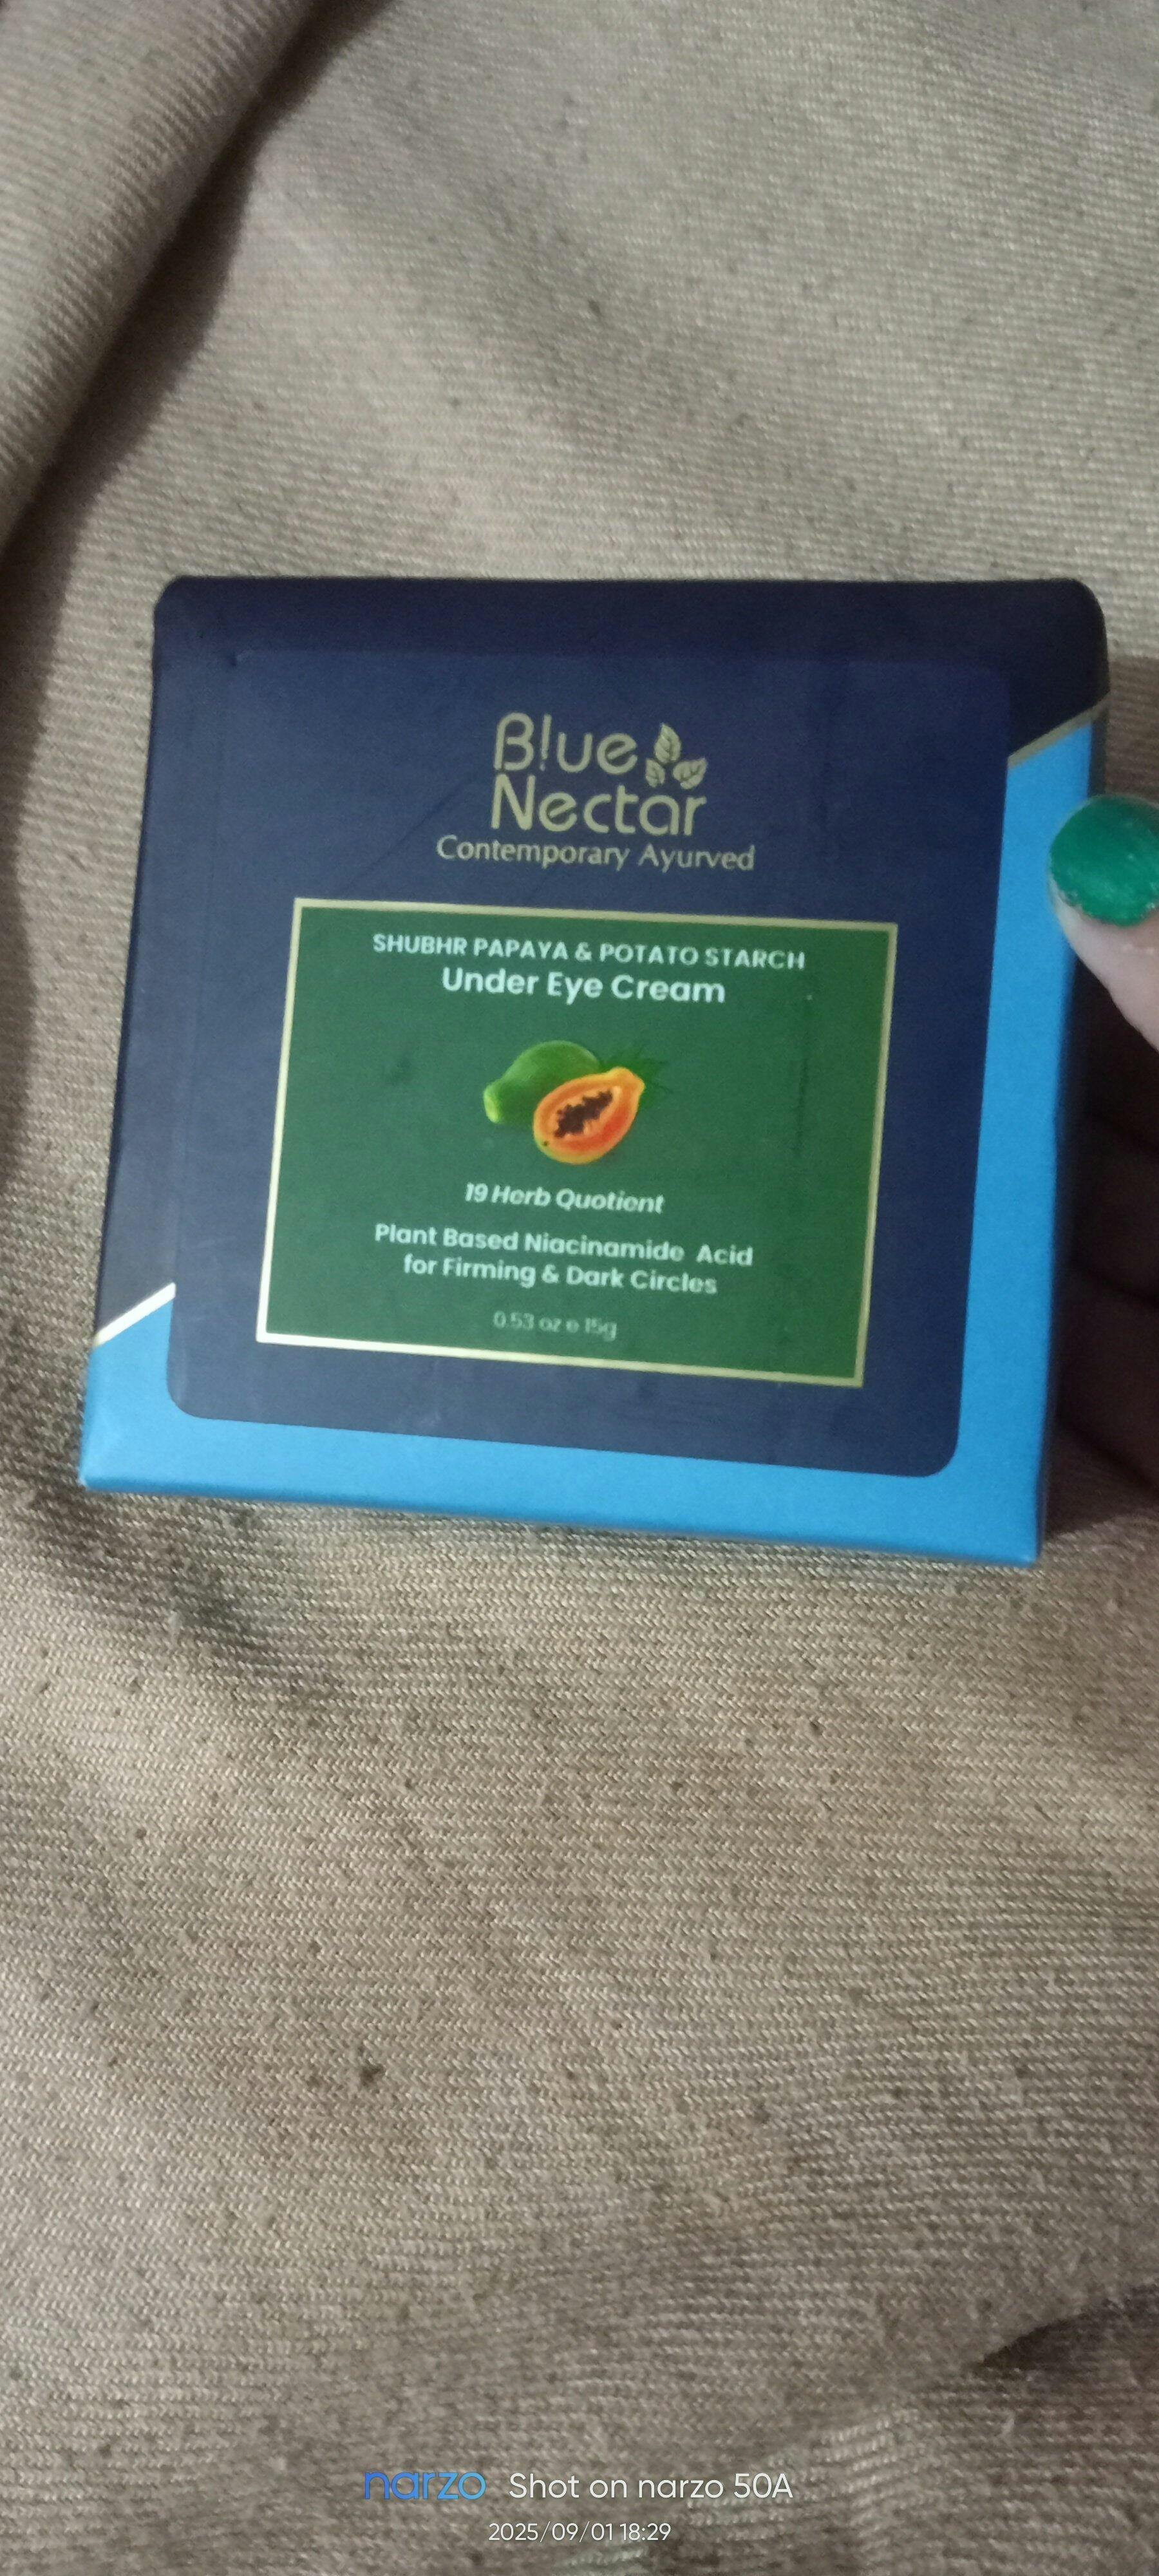 Blue
Nectar
Contemporary Ayurved
SHUBHR PAPAYA & POTATO STARCH
Under Eye Cream
19 Herb Quotient
Plant Based Niacinamide Acid
for Firming & Dark Circles
0.53 oz e 15g
narzo Shot on narzo 50A
2025/09/01 18:29